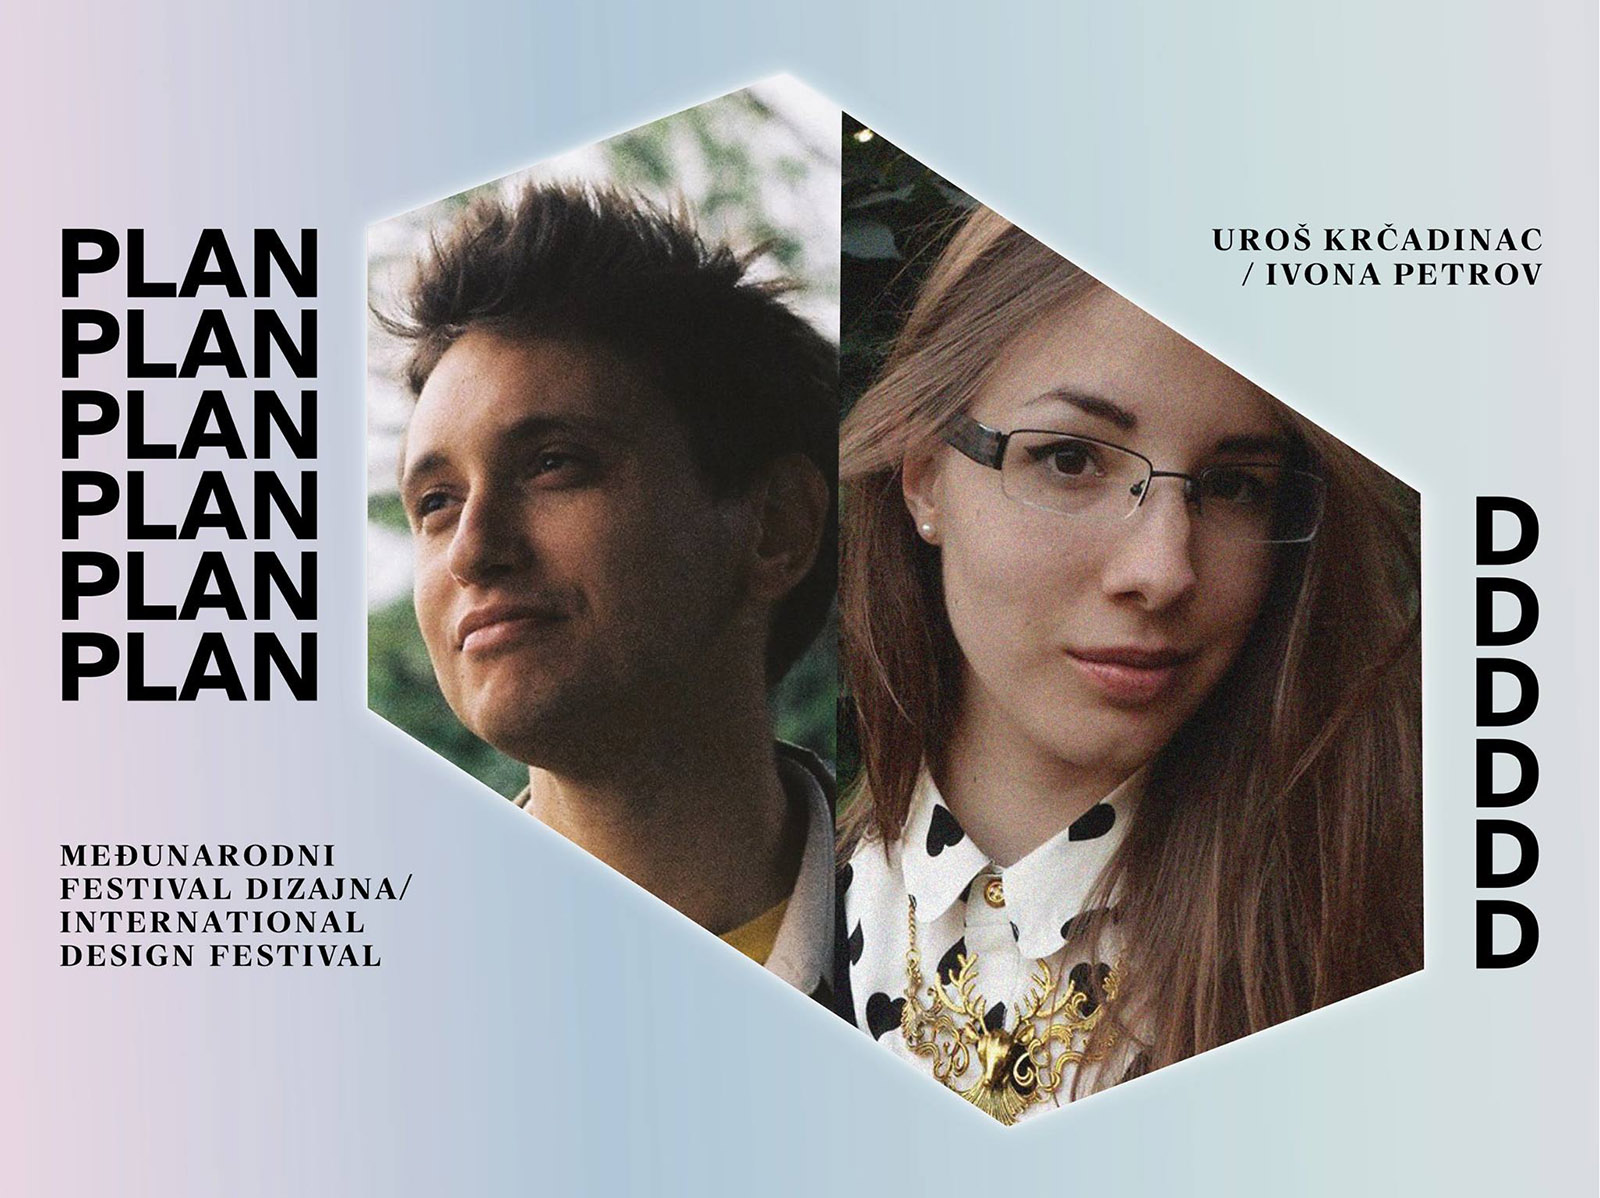 PLAN
PLAN
PLAN
PLAN
PLAN
PLAN
MEĐUNARODNI
FESTIVAL DIZAJNA/
INTERNATIONAL
DESIGN FESTIVAL
UROŠ KRČADINAC
/ IVONA PETROV
D
D
D
D
D
D